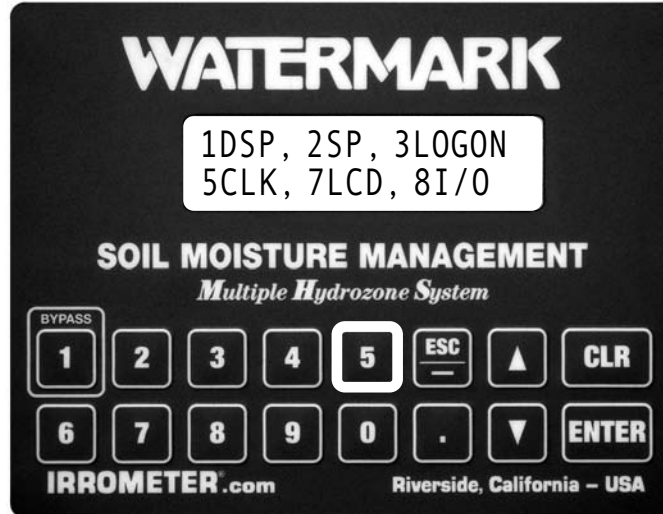 WATERMARK
1DSP, 2SP, 3LOGON
5CLK, 7LCD, 8I/O
SOIL MOISTURE MANAGEMENT
Multiple Hydrozone System
BYPASS
1 2 3 4 5 ESC — ▲ CLR
6 7 8 9 0 . ▼ ENTER
IRROMETER®.com Riverside, California – USA